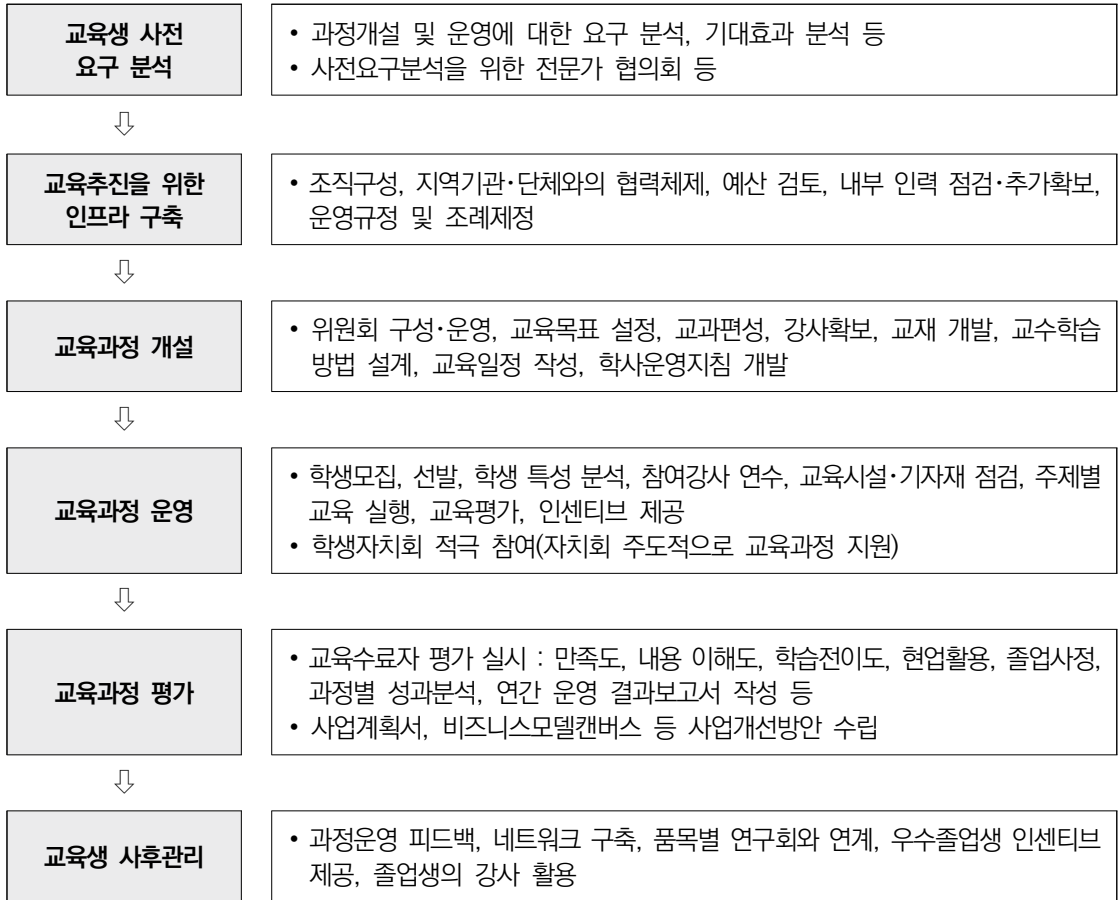 교육생 사전
요구 분석
• 과정개설 및 운영에 대한 요구 분석, 기대효과 분석 등
• 사전요구분석을 위한 전문가 협의회 등
⇩
교육추진을 위한
인프라 구축
• 조직구성, 지역기관·단체와의 협력체제, 예산 검토, 내부 인력 점검·추가확보,
운영규정 및 조례제정
⇩
교육과정 개설
• 위원회 구성·운영, 교육목표 설정, 교과편성, 강사확보, 교재 개발, 교수학습
방법 설계, 교육일정 작성, 학사운영지침 개발
⇩
교육과정 운영
• 학생모집, 선발, 학생 특성 분석, 참여강사 연수, 교육시설·기자재 점검, 주제별
교육 실행, 교육평가, 인센티브 제공
• 학생자치회 적극 참여(자치회 주도적으로 교육과정 지원)
⇩
교육과정 평가
• 교육수료자 평가 실시 : 만족도, 내용 이해도, 학습전이도, 현업활용, 졸업사정,
과정별 성과분석, 연간 운영 결과보고서 작성 등
• 사업계획서, 비즈니스모델캔버스 등 사업개선방안 수립
⇩
교육생 사후관리
• 과정운영 피드백, 네트워크 구축, 품목별 연구회와 연계, 우수졸업생 인센티브
제공, 졸업생의 강사 활용